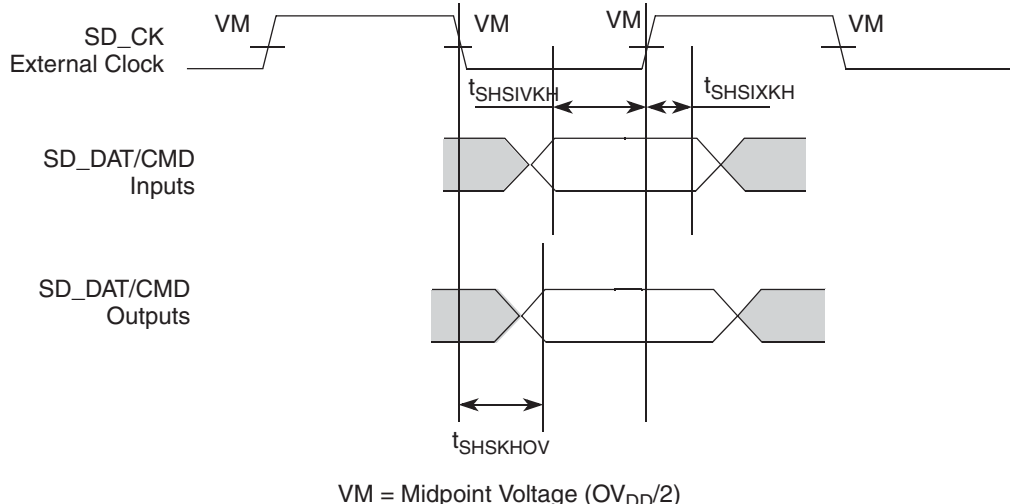 VM VM VM VM
SD_CK
External Clock
tSHSIVKH tSHSIXKH
SD_DAT/CMD
Inputs
SD_DAT/CMD
Outputs
tSHSKHOV
VM = Midpoint Voltage (OVDD/2)